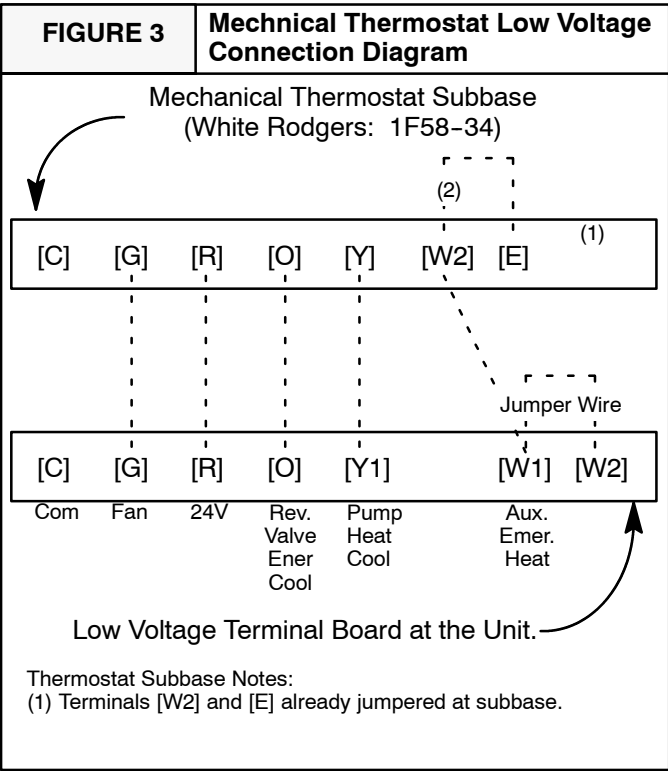 FIGURE 3
Mechnical Thermostat Low Voltage
Connection Diagram
Mechanical Thermostat Subbase
(White Rodgers: 1F58-34)
(2)
(1)
[C] [G] [R] [O] [Y] [W2] [E]
Jumper Wire
[C] [G] [R] [O] [Y1] [W1] [W2]
Com Fan 24V Rev. Pump Aux.
Valve Heat Emer.
Ener Cool Heat
Cool
Low Voltage Terminal Board at the Unit.
Thermostat Subbase Notes:
(1) Terminals [W2] and [E] already jumpered at subbase.